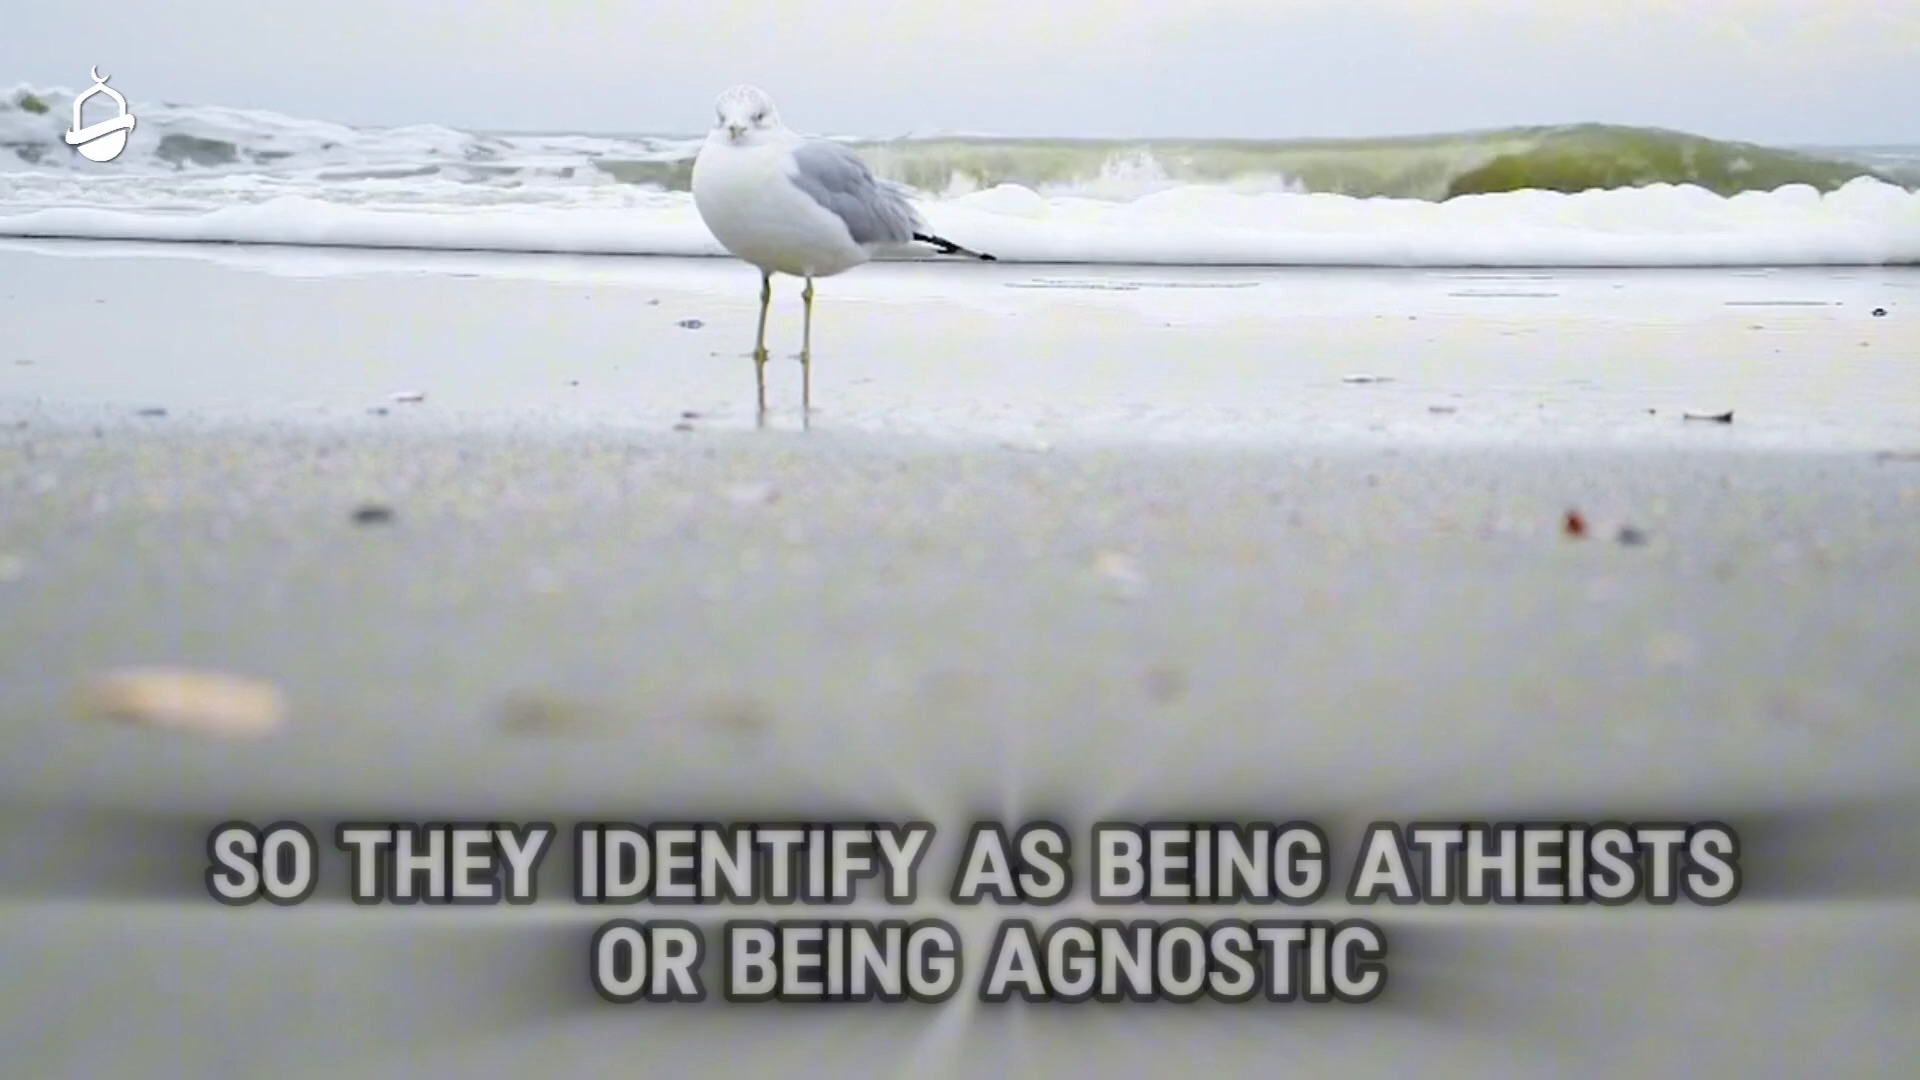 SO THEY IDENTIFY AS BEING ATHEISTS
OR BEING AGNOSTIC